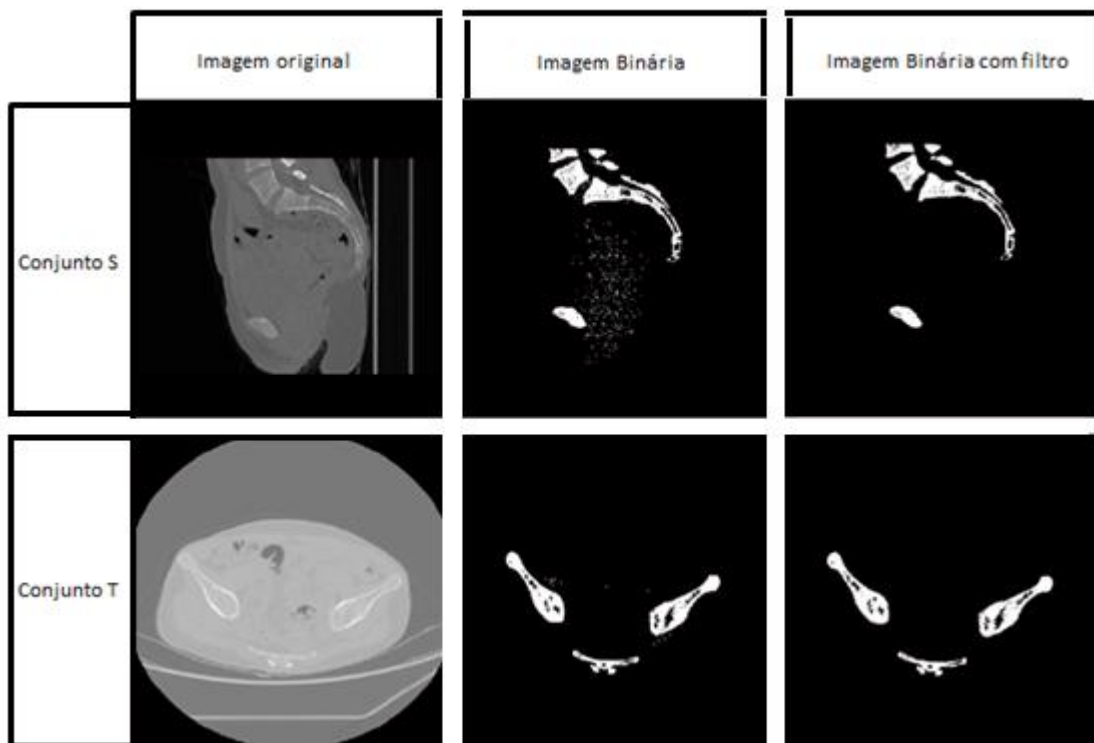 Imagem original
Imagem Binária
Imagem Binária com filtro
Conjunto S
Conjunto T